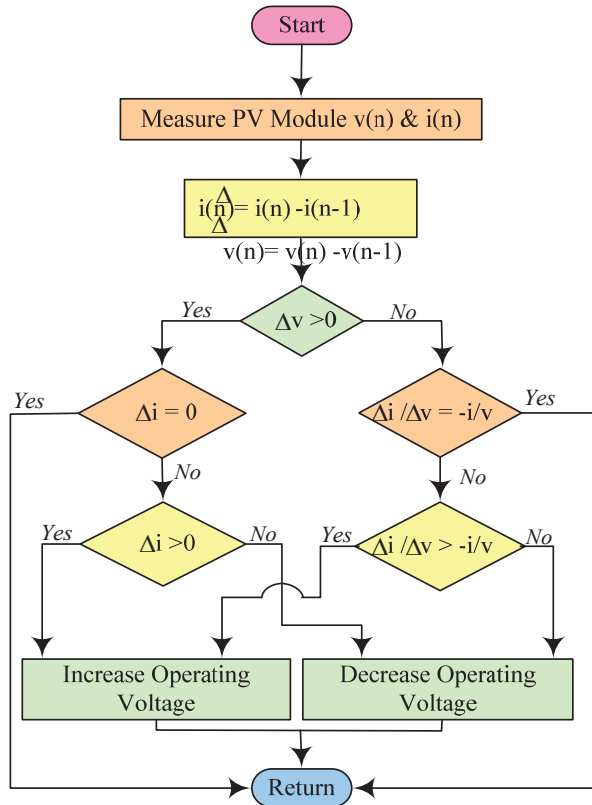 Start
Measure PV Module v(n) & i(n)
Δ
i(n)= i(n) -i(n-1)
Δ
v(n)= v(n) -v(n-1)
Yes
Δv >0
No
Yes
Δi = 0
Δi /Δv = -i/v
Yes
No
No
Yes
Δi >0
No
Yes
Δi /Δv > -i/v
No
Increase Operating
Voltage
Decrease Operating
Voltage
Return